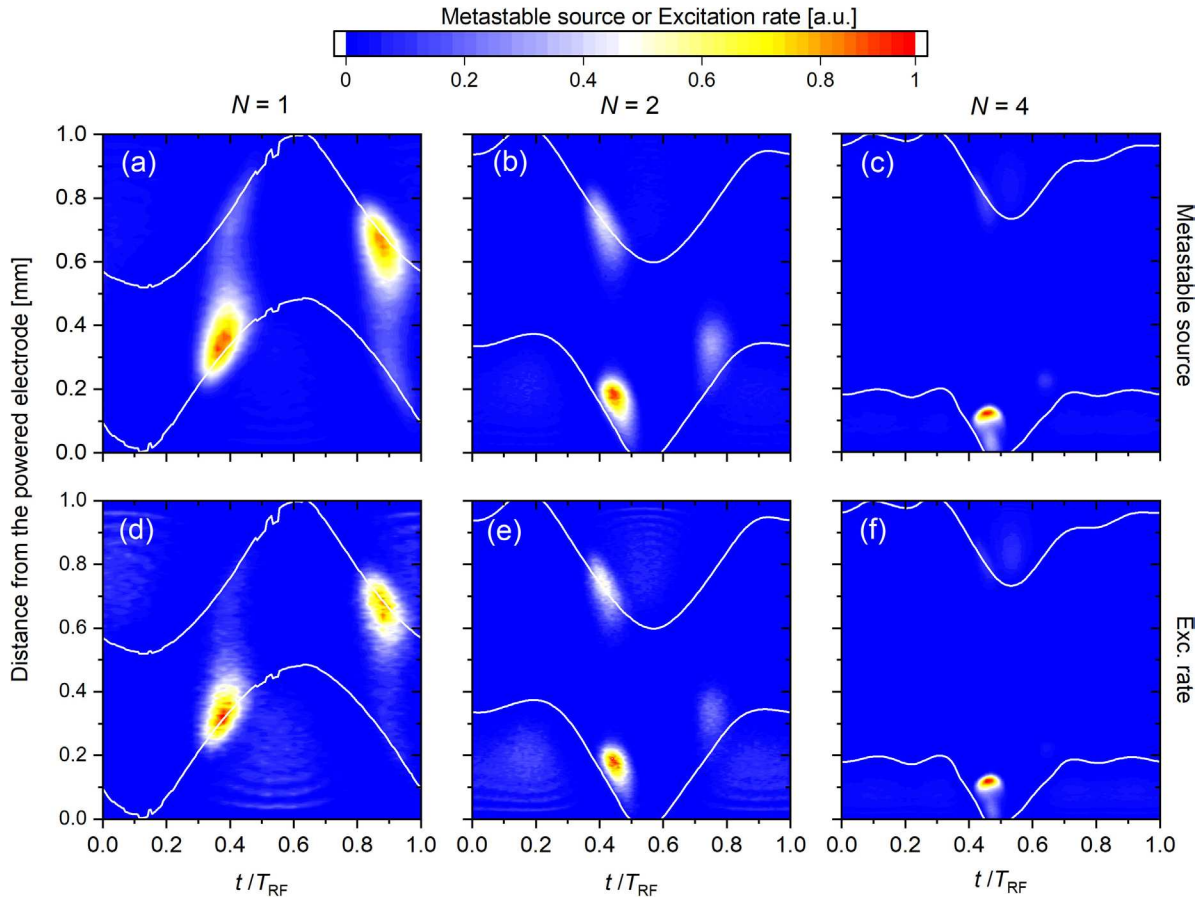 Metastable source or Excitation rate [a.u.]
0 0.2 0.4 0.6 0.8 1
N = 1 N = 2 N = 4
(a) (b) (c)
1.0
0.8
0.6
0.4
0.2
0.0
Metastable source
Distance from the powered electrode [mm]
(d) (e) (f)
1.0
0.8
0.6
0.4
0.2
0.0
Exc. rate
0.0 0.2 0.4 0.6 0.8 1.0 0.0 0.2 0.4 0.6 0.8 1.0 0.0 0.2 0.4 0.6 0.8 1.0
t /T_RF t /T_RF t /T_RF